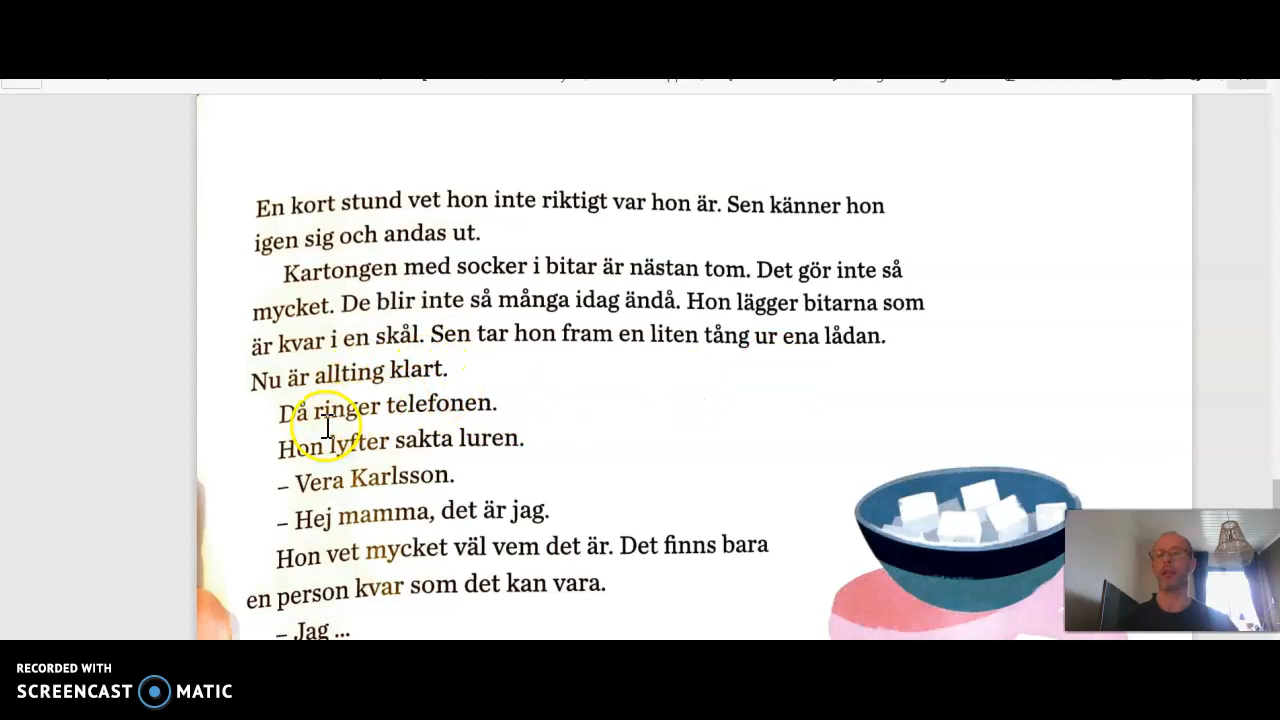 En kort stund vet hon inte riktigt var hon är. Sen känner hon
igen sig och andas ut.
Kartongen med socker i bitar är nästan tom. Det gör inte så
mycket. De blir inte så många idag ändå. Hon lägger bitarna som
är kvar i en skål. Sen tar hon fram en liten tång ur ena lådan.
Nu är allting klart.
Då ringer telefonen.
Hon lyfter sakta luren.
– Vera Karlsson.
– Hej mamma, det är jag.
Hon vet mycket väl vem det är. Det finns bara
en person kvar som det kan vara.
– Jag ...
RECORDED WITH
SCREENCAST MATIC